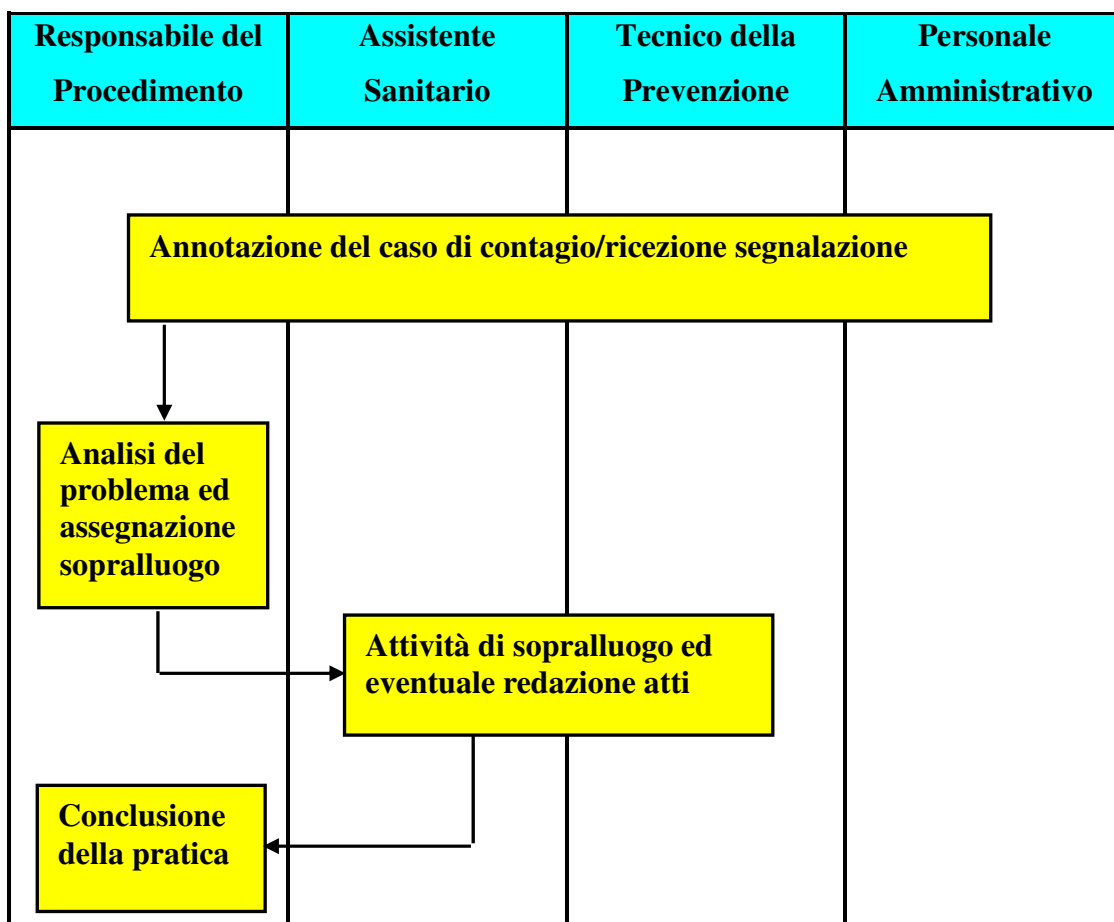 Responsabile del
Procedimento
Assistente
Sanitario
Tecnico della
Prevenzione
Personale
Amministrativo
Annotazione del caso di contagio/ricezione segnalazione
Analisi del
problema ed
assegnazione
sopralluogo
Attività di sopralluogo ed
eventuale redazione atti
Conclusione
della pratica